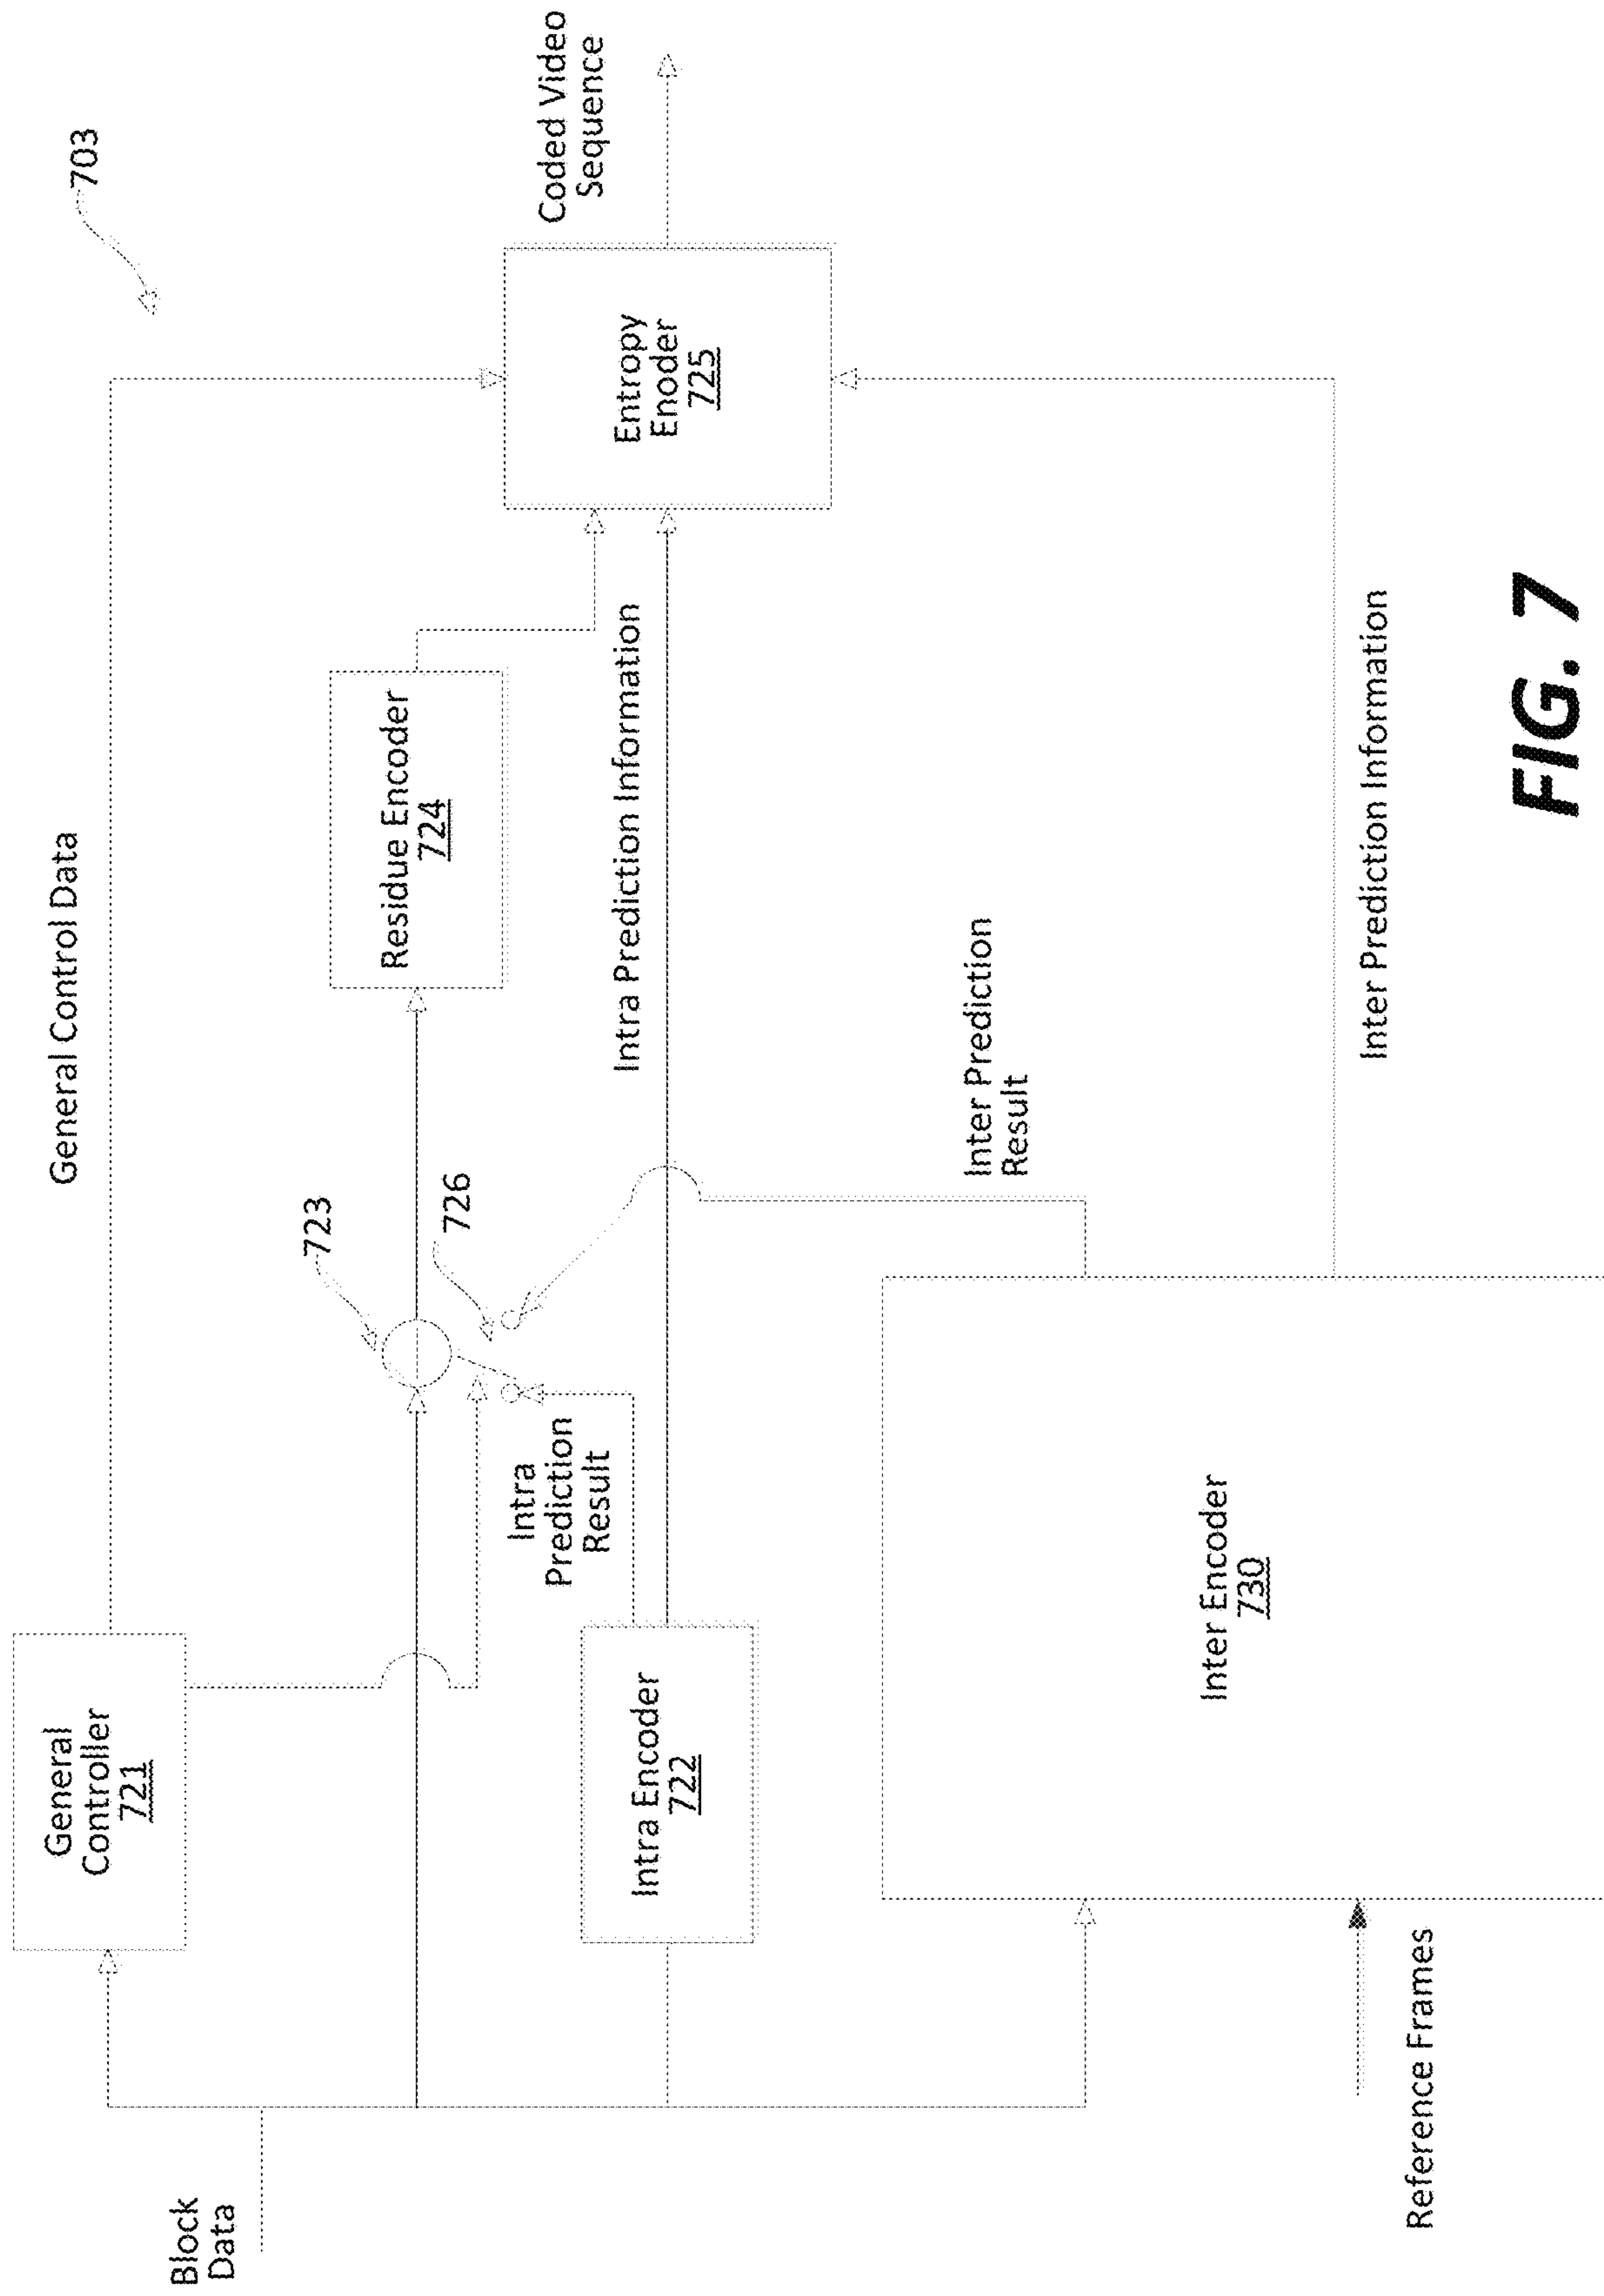 703
General Control Data
General
Controller
721
Block
Data
723
726
Residue Encoder
724
Coded Video
Sequence
Entropy
Enoder
725
Intra
Prediction
Result
Intra Prediction Information
Intra Encoder
722
Inter Prediction
Result
Inter Encoder
730
Reference Frames
Inter Prediction Information
FIG. 7